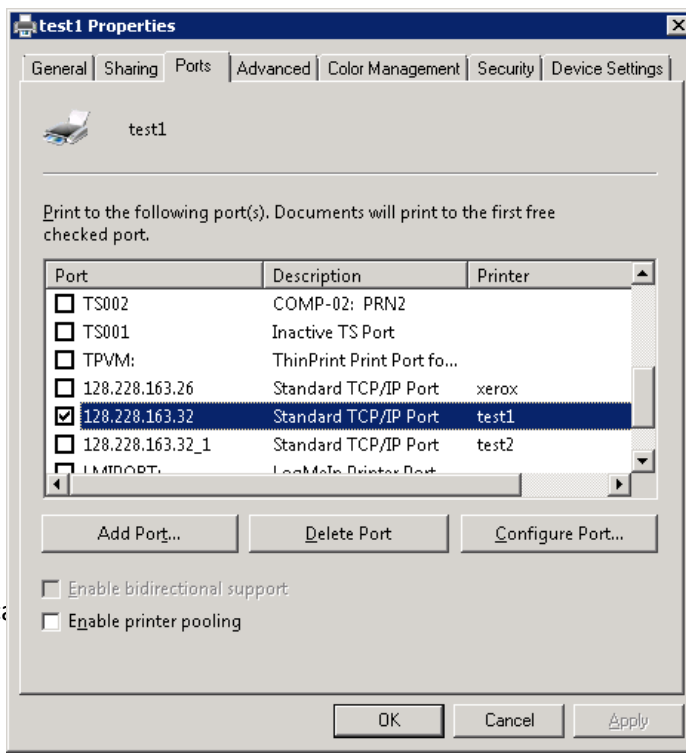 test1 Properties
General Sharing Ports Advanced Color Management Security Device Settings
test1
Print to the following port(s). Documents will print to the first free
checked port.
Port Description Printer
TS002 COMP-02: PRN2
TS001 Inactive TS Port
TPVM: ThinPrint Print Port fo...
128.228.163.26 Standard TCP/IP Port xerox
128.228.163.32 Standard TCP/IP Port test1
128.228.163.32_1 Standard TCP/IP Port test2
LMIPORT: LogMeIn Printer Port
Add Port... Delete Port Configure Port...
Enable bidirectional support
Enable printer pooling
OK Cancel Apply